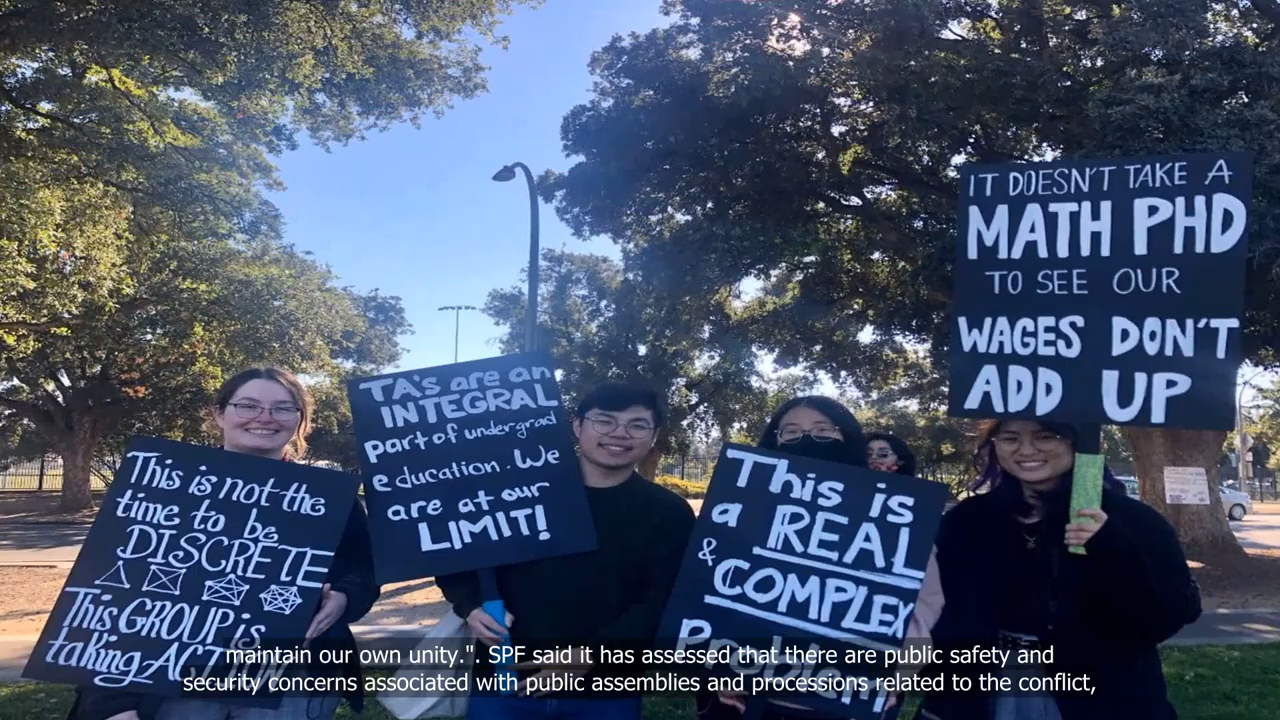 This is not the
time to be
DISCRETE
This GROUP is
taking ACTION
TA's are an
INTEGRAL
part of undergrad
education. We
are at our
LIMIT!
This is
a REAL
& COMPLEX
Problem
IT DOESN'T TAKE A
MATH PHD
TO SEE OUR
WAGES DON'T
ADD UP
maintain our own unity.". SPF said it has assessed that there are public safety and
security concerns associated with public assemblies and processions related to the conflict,